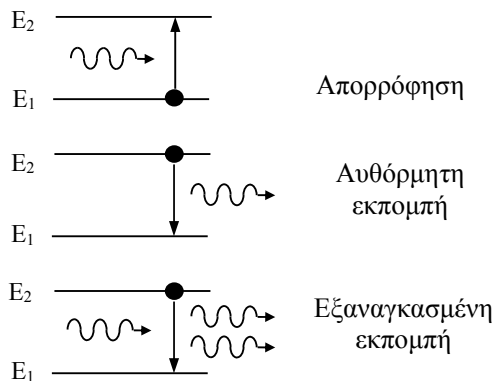 E2
E1
Απορρόφηση
E2
Αυθόρμητη
εκπομπή
E1
E2
Εξαναγκασμένη
εκπομπή
E1